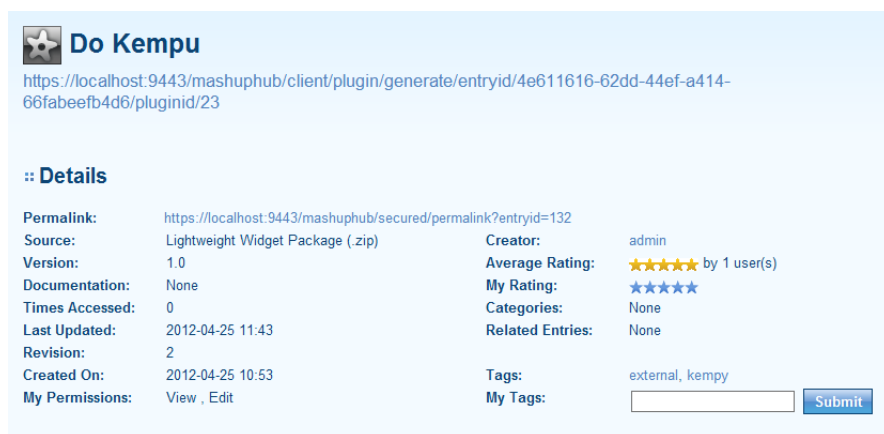 Do Kempu
https://localhost:9443/mashuphub/client/plugin/generate/entryid/4e611616-62dd-44ef-a414-
66fabeefb4d6/pluginid/23
Details
Permalink: https://localhost:9443/mashuphub/secured/permalink?entryid=132
Source: Lightweight Widget Package (.zip) Creator: admin
Version: 1.0 Average Rating: by 1 user(s)
Documentation: None My Rating:
Times Accessed: 0 Categories: None
Last Updated: 2012-04-25 11:43 Related Entries: None
Revision: 2
Created On: 2012-04-25 10:53 Tags: external, kempy
My Permissions: View , Edit My Tags: Submit